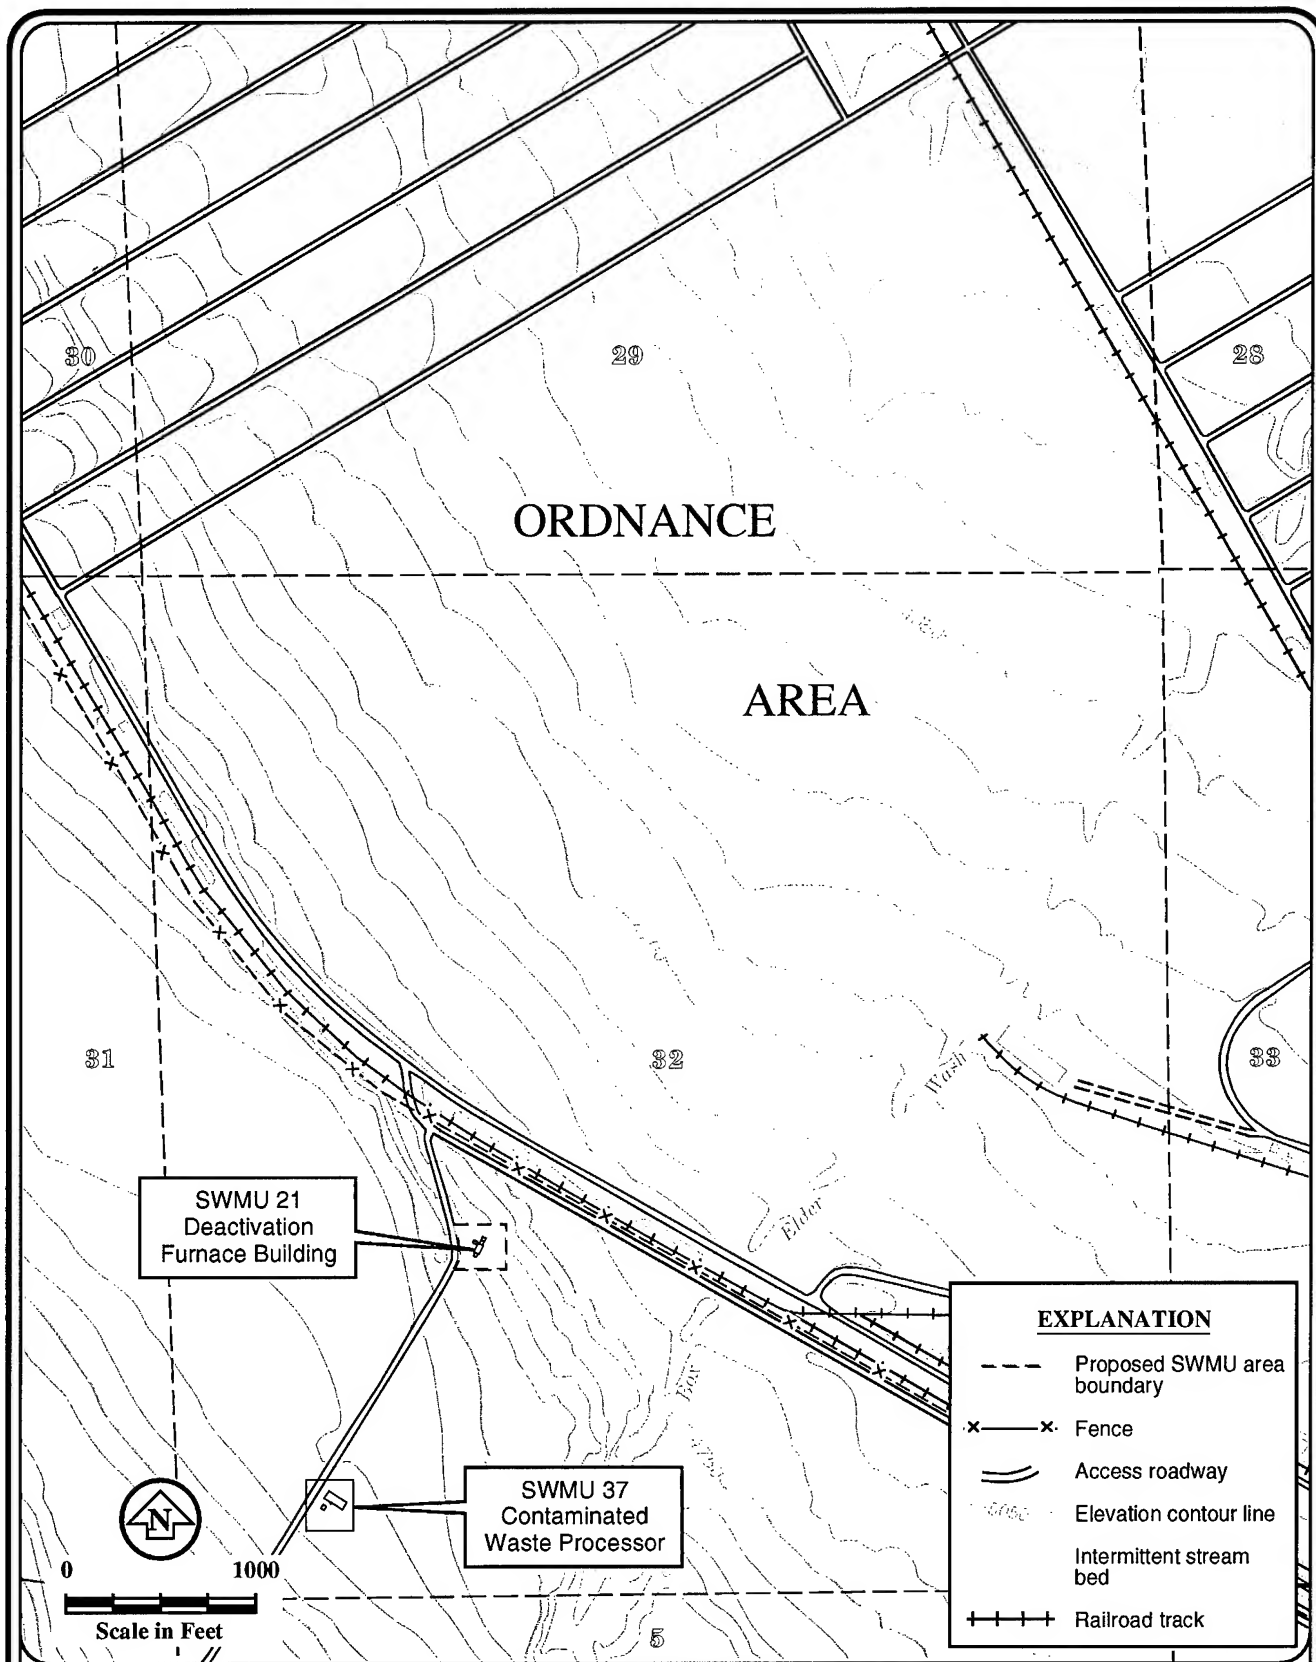 30
29
28
ORDNANCE
AREA
31
32
Wash
33
SWMU 21
Deactivation
Furnace Building
Elder
Box
SWMU 37
Contaminated
Waste Processor
N
0 1000
Scale in Feet
5
EXPLANATION
Proposed SWMU area
boundary
Fence
Access roadway
Elevation contour line
Intermittent stream
bed
Railroad track